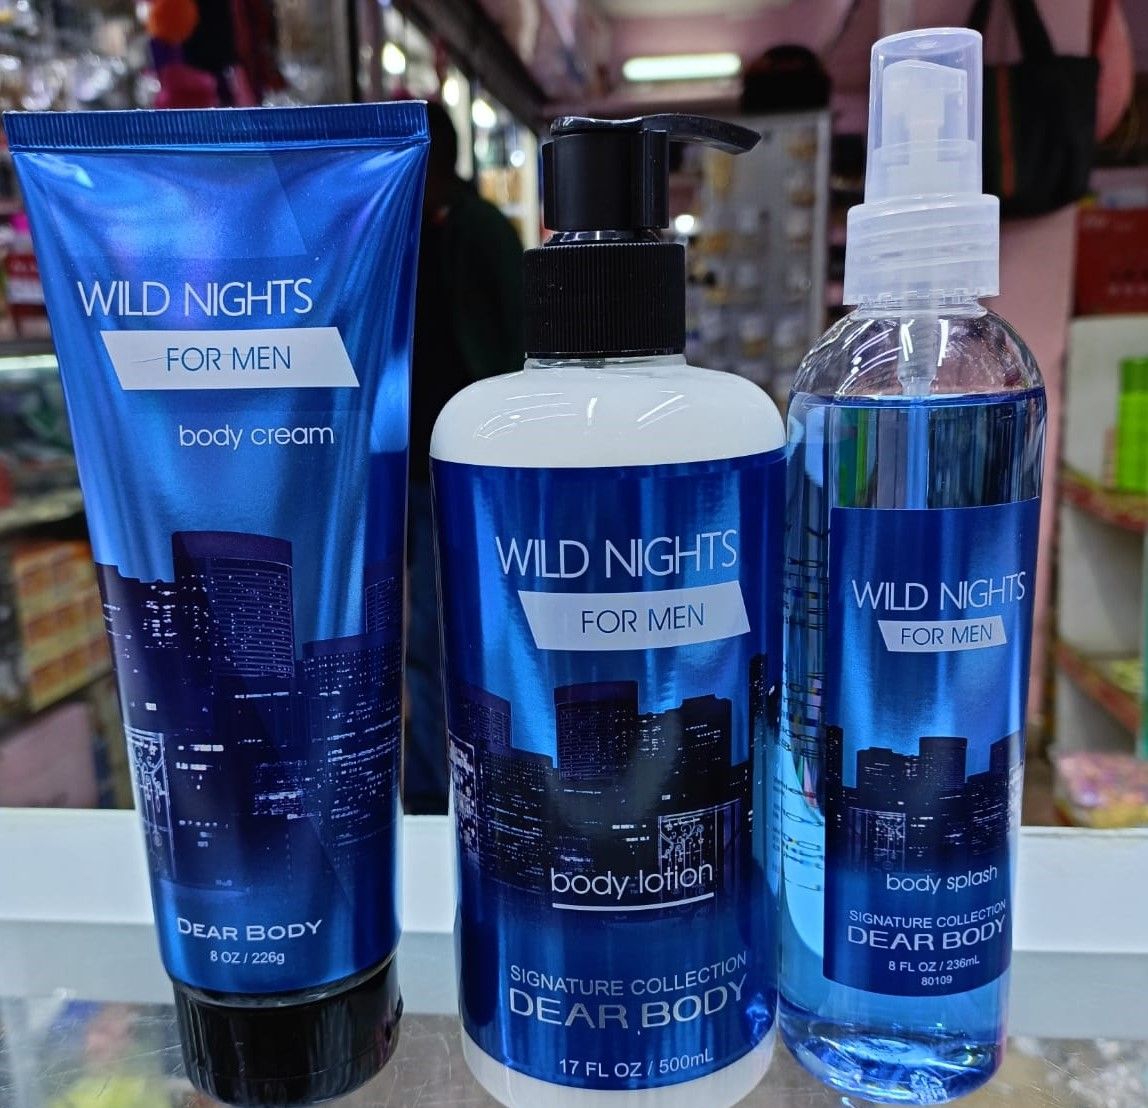 WILD NIGHTS
FOR MEN
body cream
DEAR BODY
8 OZ / 226g
WILD NIGHTS
FOR MEN
body lotion
SIGNATURE COLLECTION
DEAR BODY
17 FL OZ / 500mL
WILD NIGHTS
FOR MEN
body splash
SIGNATURE COLLECTION
DEAR BODY
8 FL OZ / 236mL
80109